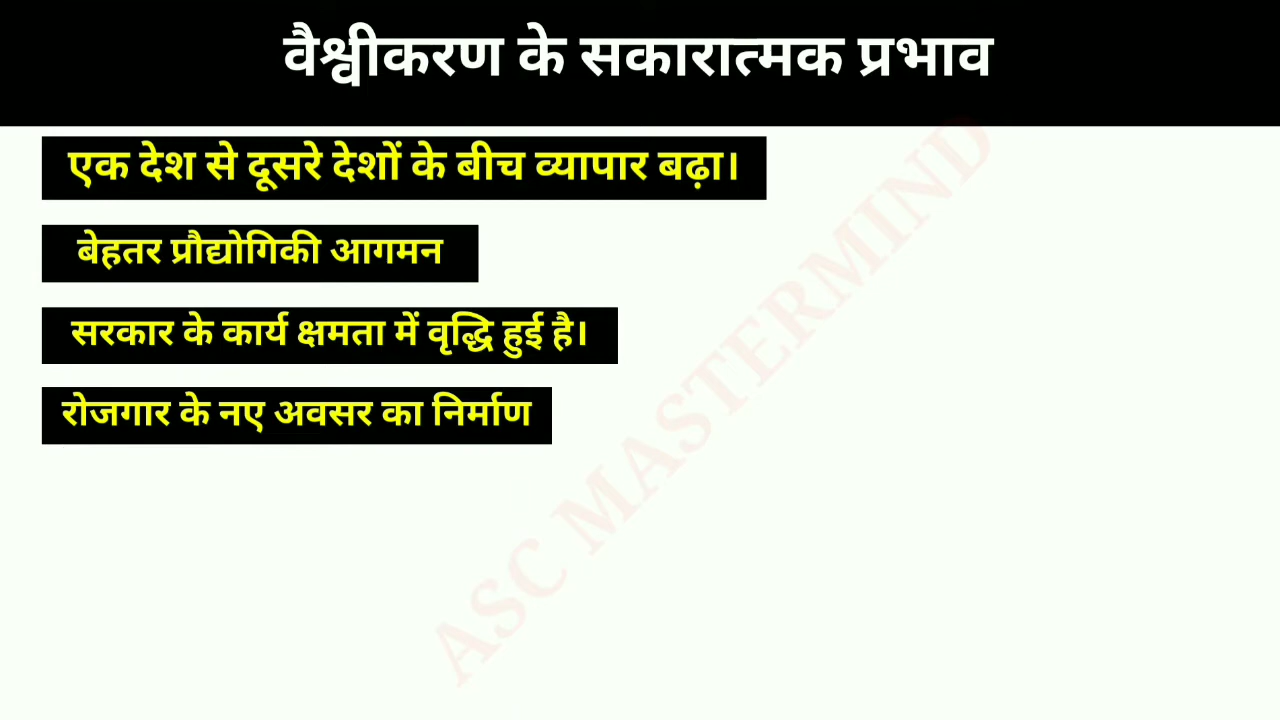 वैश्वीकरण के सकारात्मक प्रभाव
एक देश से दूसरे देशों के बीच व्यापार बढ़ा।
बेहतर प्रौद्योगिकी आगमन
सरकार के कार्य क्षमता में वृद्धि हुई है।
रोजगार के नए अवसर का निर्माण
ASC MASTERMIND